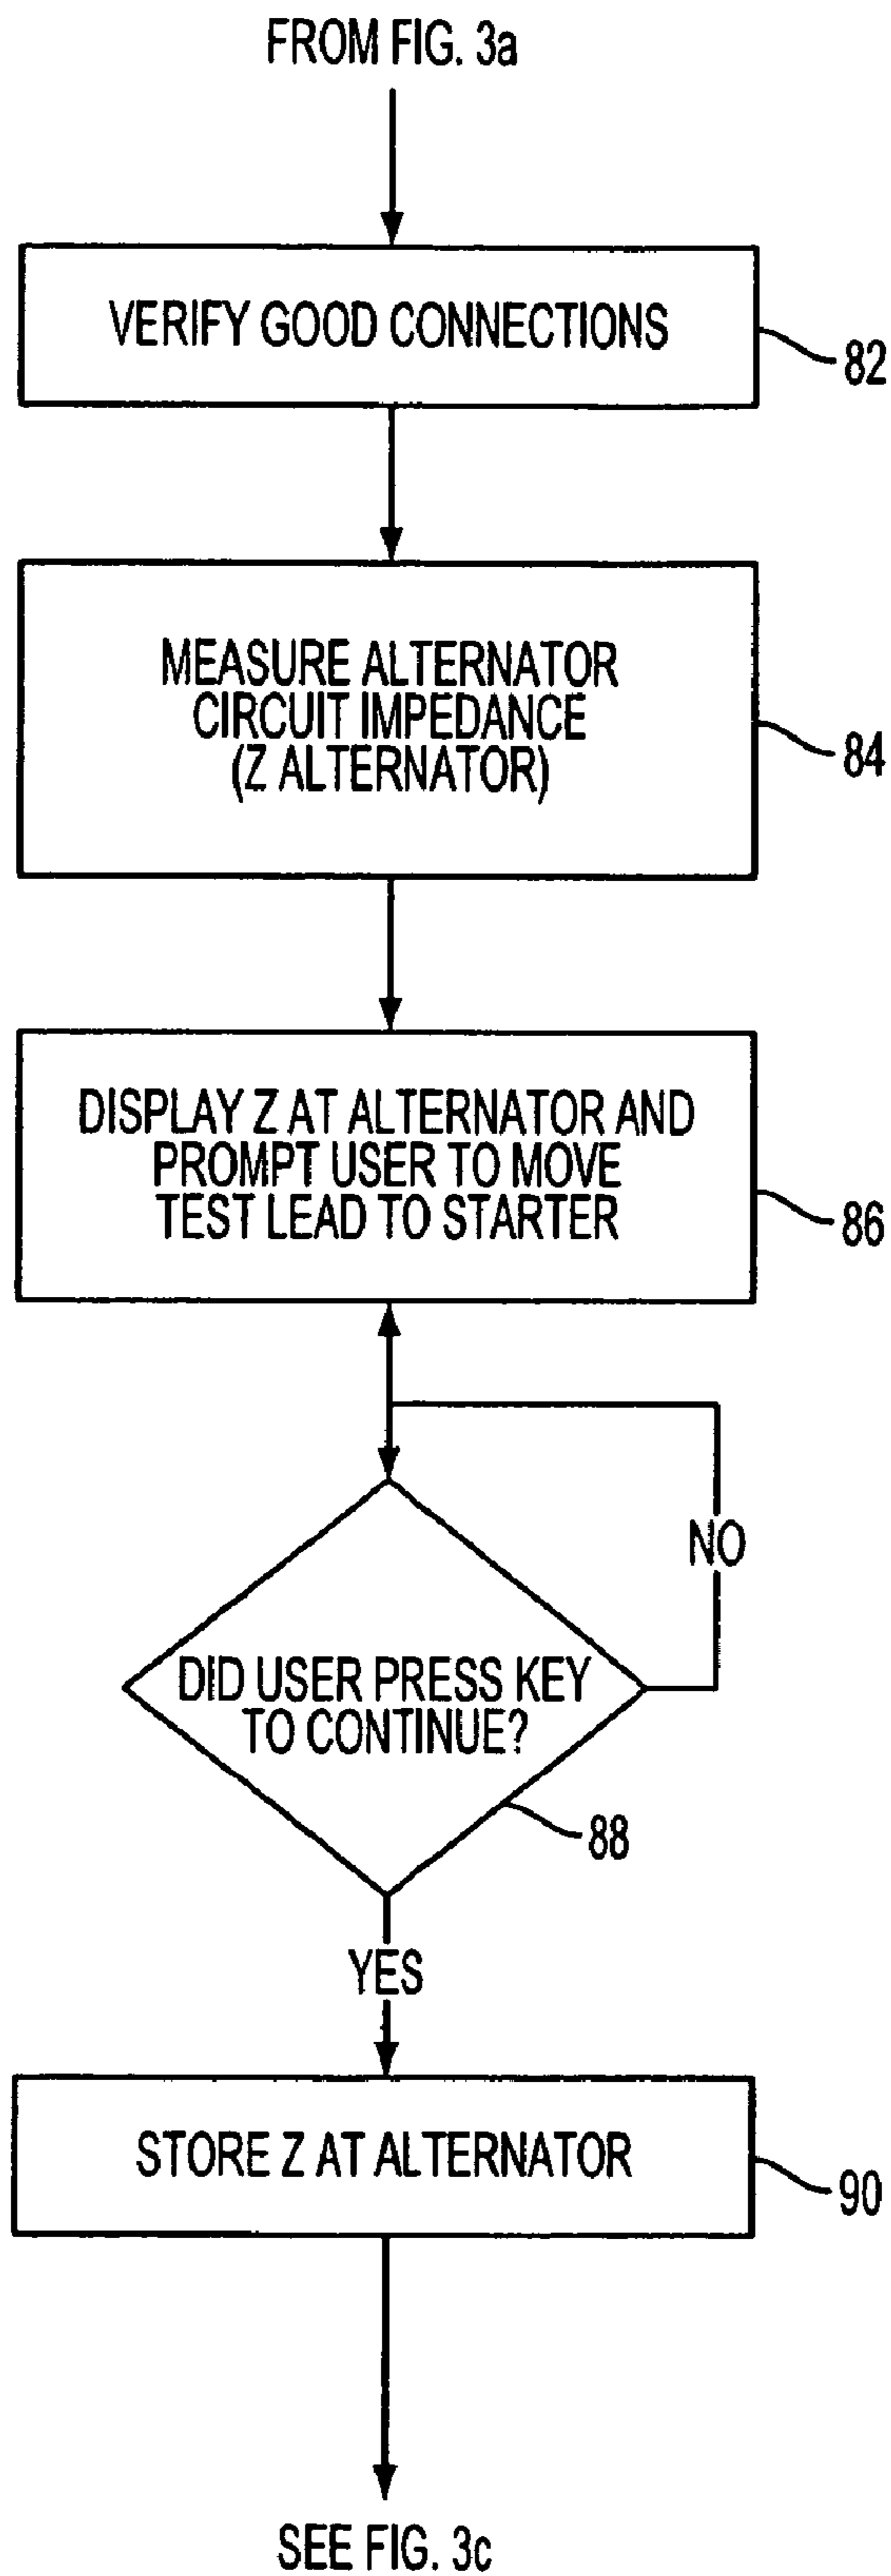 FROM FIG. 3a
VERIFY GOOD CONNECTIONS
82
MEASURE ALTERNATOR
CIRCUIT IMPEDANCE
(Z ALTERNATOR)
84
DISPLAY Z AT ALTERNATOR AND
PROMPT USER TO MOVE
TEST LEAD TO STARTER
86
NO
DID USER PRESS KEY
TO CONTINUE?
88
YES
STORE Z AT ALTERNATOR
90
SEE FIG. 3c